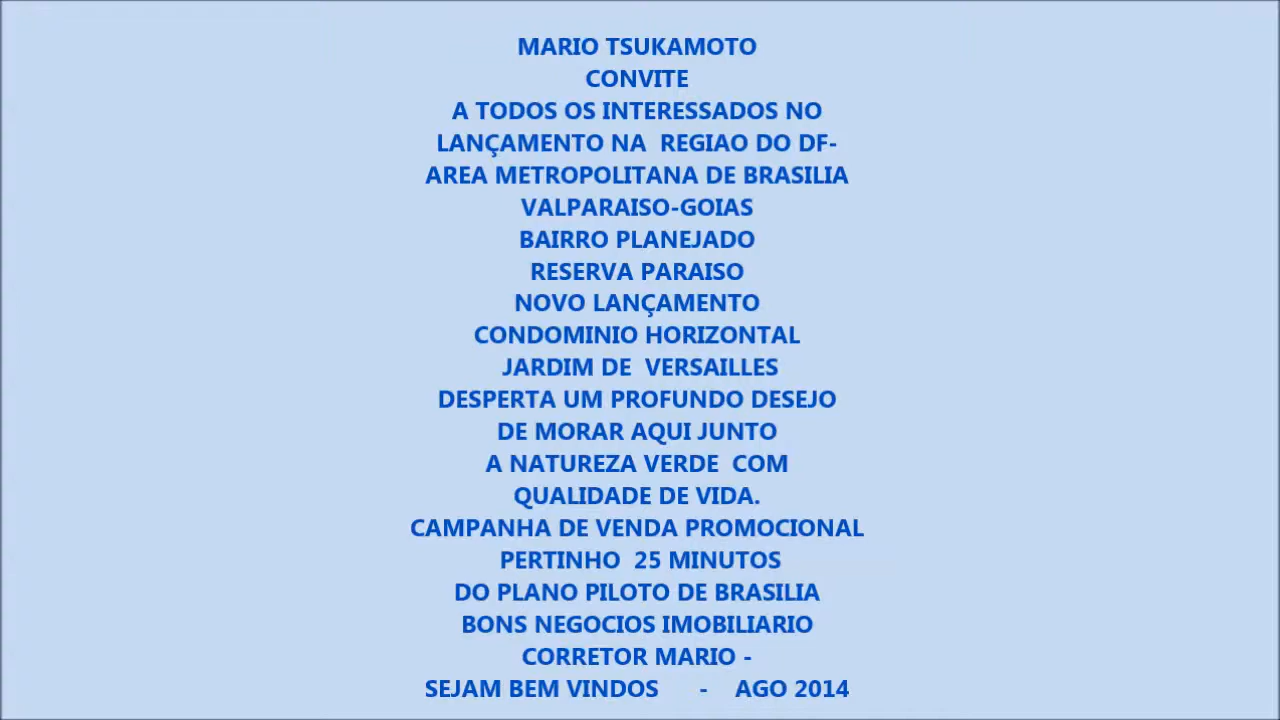 MARIO TSUKAMOTO
CONVITE
A TODOS OS INTERESSADOS NO
LANÇAMENTO NA  REGIAO DO DF-
AREA METROPOLITANA DE BRASILIA
VALPARAISO-GOIAS
BAIRRO PLANEJADO
RESERVA PARAISO
NOVO LANÇAMENTO
CONDOMINIO HORIZONTAL
JARDIM DE  VERSAILLES
DESPERTA UM PROFUNDO DESEJO
DE MORAR AQUI JUNTO
A NATUREZA VERDE  COM
QUALIDADE DE VIDA.
CAMPANHA DE VENDA PROMOCIONAL
PERTINHO  25 MINUTOS
DO PLANO PILOTO DE BRASILIA
BONS NEGOCIOS IMOBILIARIO
CORRETOR MARIO -
SEJAM BEM VINDOS      -    AGO 2014